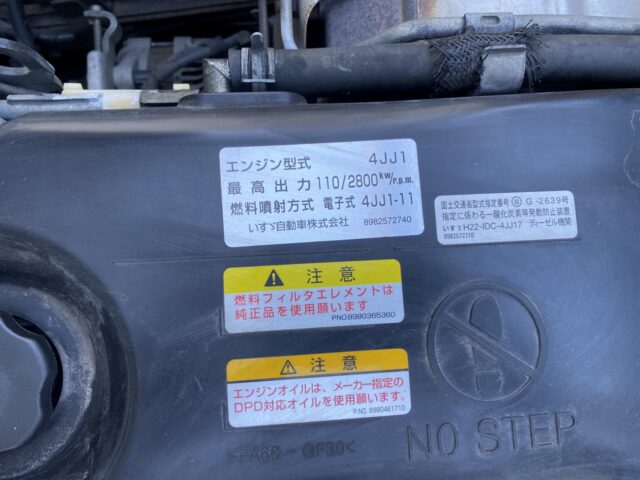 エンジン型式 4JJ1
最高出力 110/2800kw/r.p.m.
燃料噴射方式 電子式 4JJ1-11
いすゞ自動車株式会社 8982572740
国土交通省型式指定番号 Ⓑ G-2639号
指定に係わる一酸化炭素等発散防止装置
いすゞ H22-IDC-4JJ17 ディーゼル機関
8982572710
注意
燃料フィルタエレメントは
純正品を使用願います
P.NO.8980365360
注意
エンジンオイルは、メーカー指定の
DPD対応オイルを使用願います。
P.NO. 8980461710
NO STEP
>PA66-GF30<